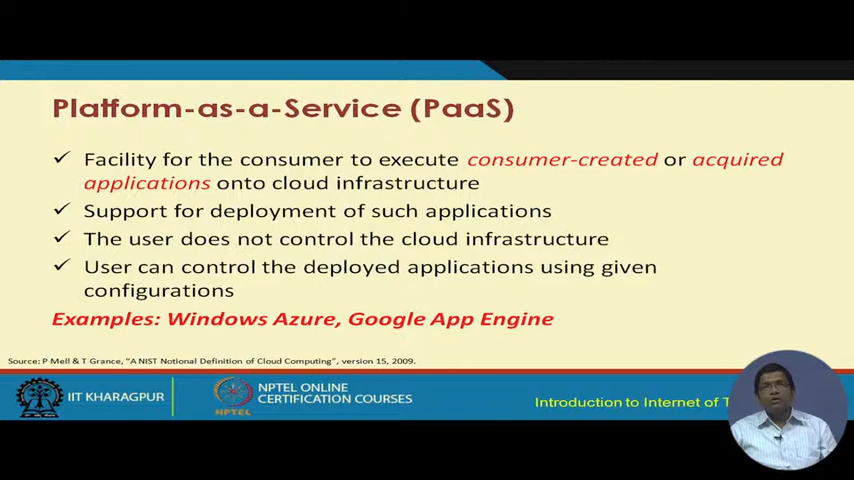 Platform-as-a-Service (PaaS)
Facility for the consumer to execute consumer-created or acquired
applications onto cloud infrastructure
Support for deployment of such applications
The user does not control the cloud infrastructure
User can control the deployed applications using given
configurations
Examples: Windows Azure, Google App Engine
Source: P Mell & T Grance, "A NIST Notional Definition of Cloud Computing", version 15, 2009.
IIT KHARAGPUR
NPTEL
NPTEL ONLINE
CERTIFICATION COURSES
Introduction to Internet of T